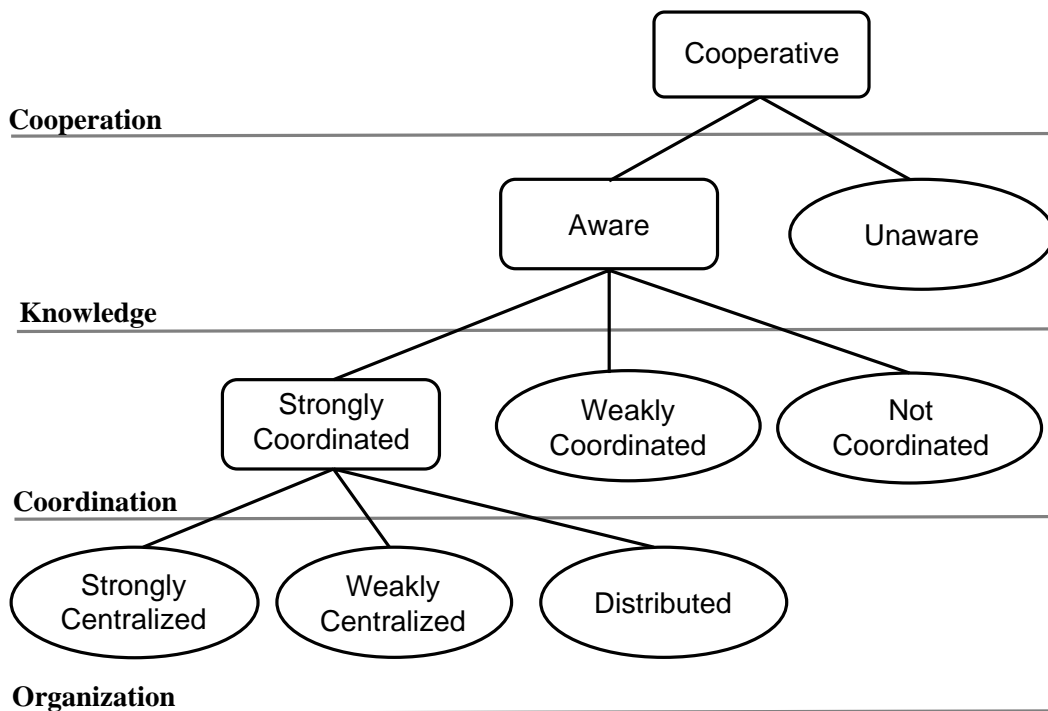 Cooperative
Cooperation
Aware
Unaware
Knowledge
Strongly
Coordinated
Weakly
Coordinated
Not
Coordinated
Coordination
Strongly
Centralized
Weakly
Centralized
Distributed
Organization